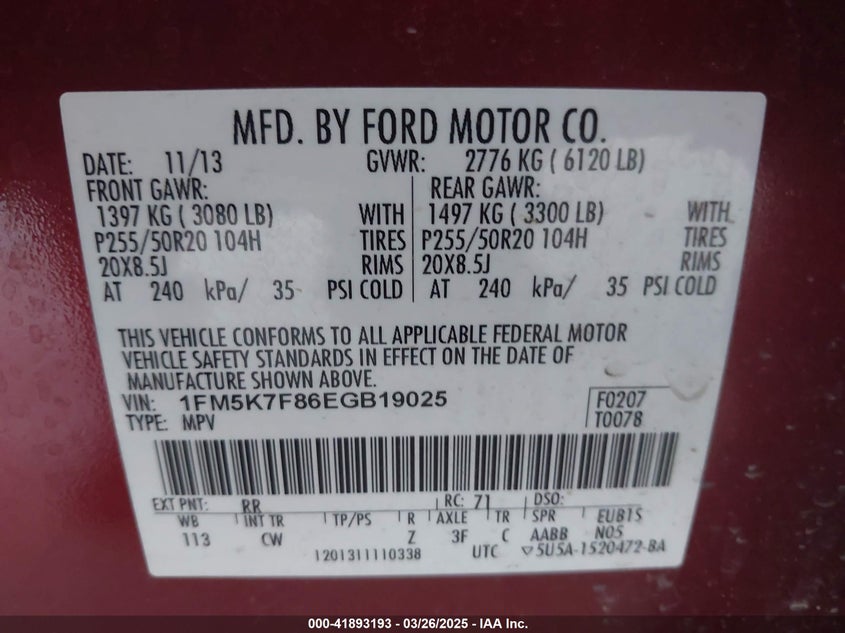 MFD. BY FORD MOTOR CO.
DATE: 11/13 GVWR: 2776 KG ( 6120 LB)
FRONT GAWR: REAR GAWR:
1397 KG ( 3080 LB) WITH 1497 KG ( 3300 LB) WITH
P255/50R20 104H TIRES P255/50R20 104H TIRES
20X8.5J RIMS 20X8.5J RIMS
AT 240 kPa/ 35 PSI COLD AT 240 kPa/ 35 PSI COLD
THIS VEHICLE CONFORMS TO ALL APPLICABLE FEDERAL MOTOR
VEHICLE SAFETY STANDARDS IN EFFECT ON THE DATE OF
MANUFACTURE SHOWN ABOVE.
VIN: 1FM5K7F86EGB19025 F0207
TYPE: MPV T0078
EXT PNT: RR RC: 71 DSO:
WB INT TR TP/PS R AXLE TR SPR EUB15
113 CW Z 3F C AABB N05
1201311110338 UTC ▽5U5A-1520472-BA
000-41893193 - 03/26/2025 - IAA Inc.